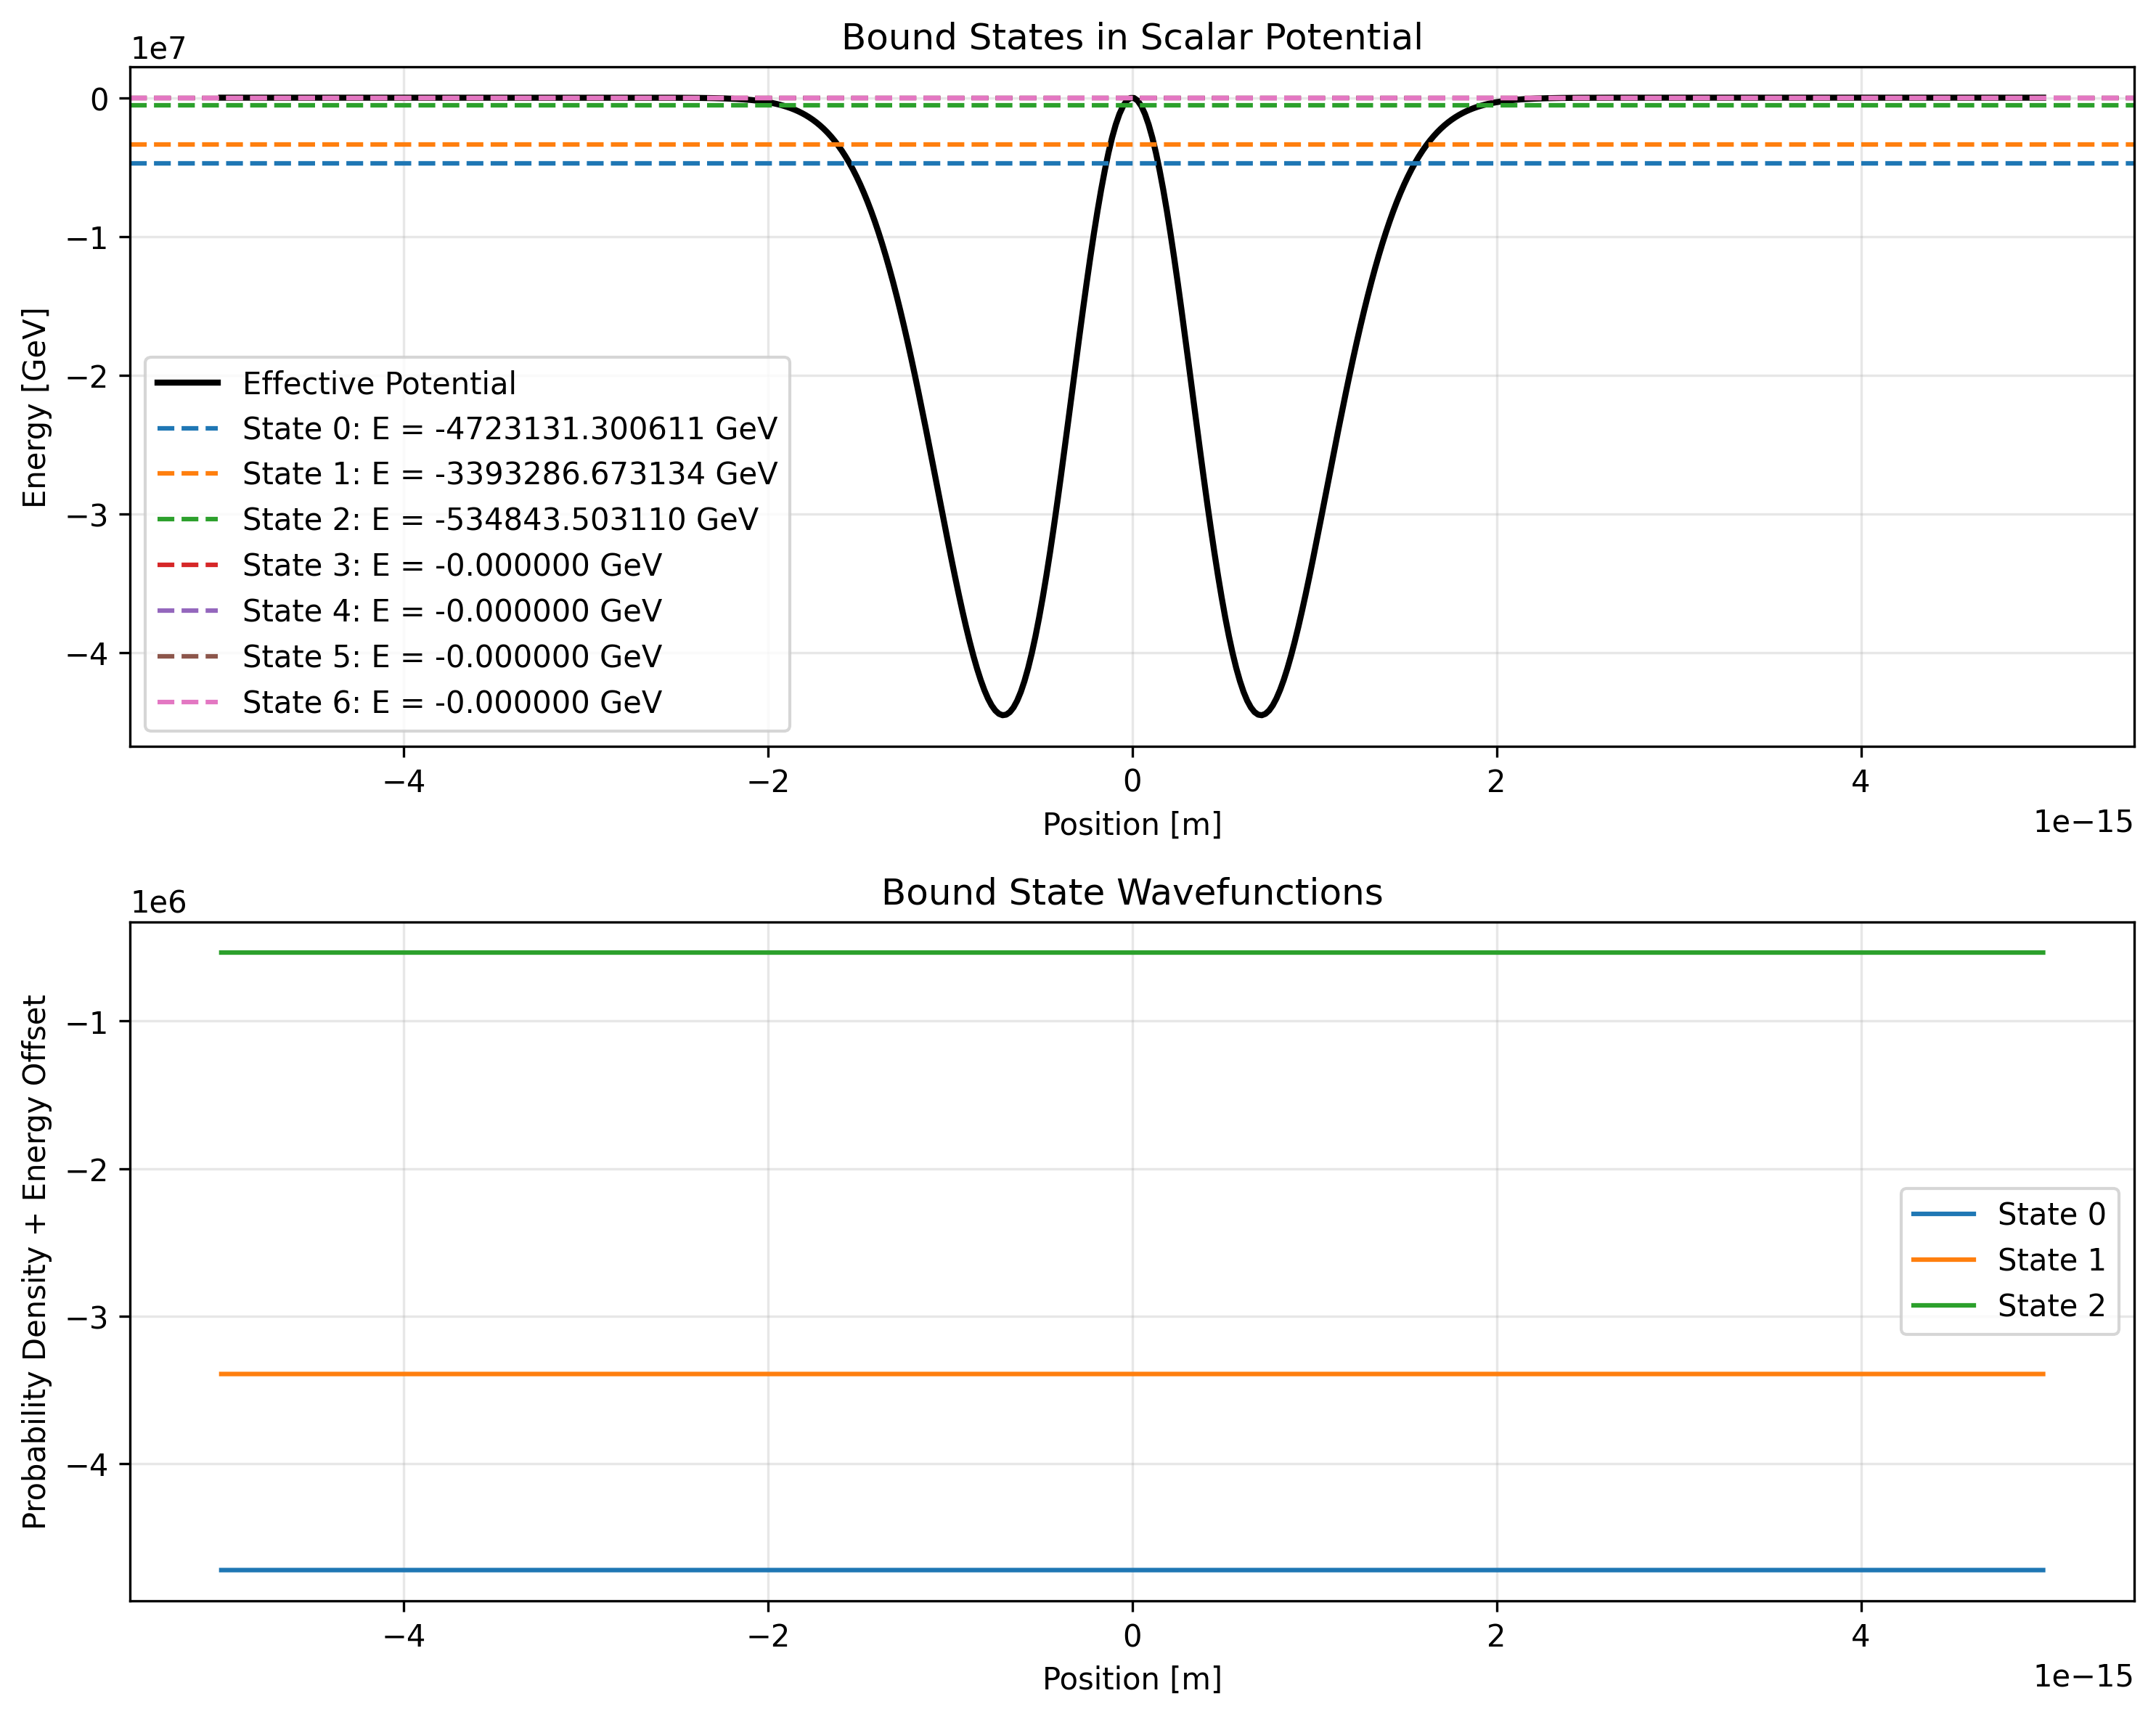 Bound States in Scalar Potential
1e7
0
−1
−2
−3
−4
Energy [GeV]
Effective Potential
State 0: E = -4723131.300611 GeV
State 1: E = -3393286.673134 GeV
State 2: E = -534843.503110 GeV
State 3: E = -0.000000 GeV
State 4: E = -0.000000 GeV
State 5: E = -0.000000 GeV
State 6: E = -0.000000 GeV
−4 −2 0 2 4
Position [m]
1e−15
Bound State Wavefunctions
1e6
−1
−2
−3
−4
Probability Density + Energy Offset
State 0
State 1
State 2
−4 −2 0 2 4
Position [m]
1e−15